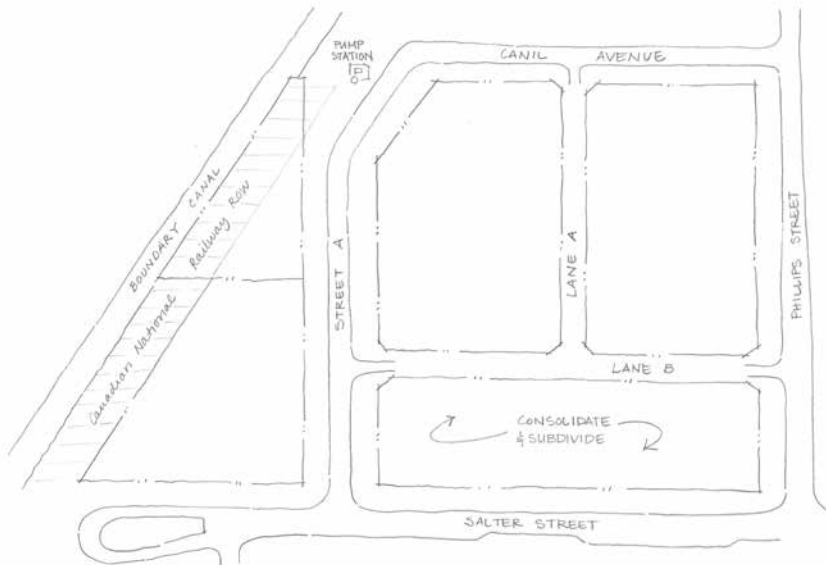 PUMP
STATION
P
CANIL AVENUE
BOUNDARY CANAL
Canadian National Railway ROW
STREET A
LANE A
PHILLIPS STREET
LANE B
CONSOLIDATE
& SUBDIVIDE
SALTER STREET